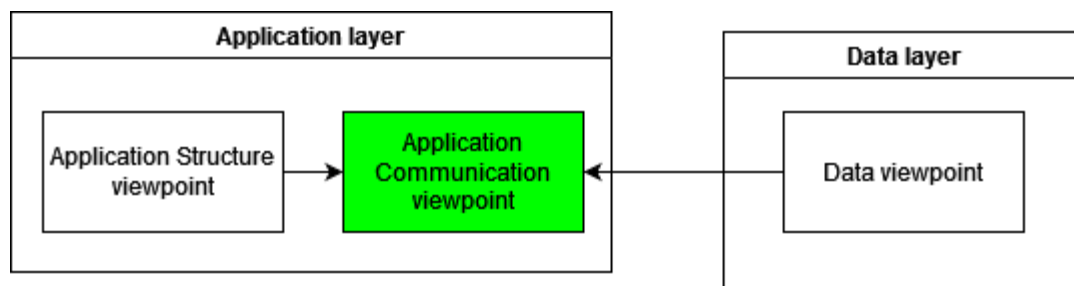 Application layer
Data layer
Application Structure
viewpoint
Application
Communication
viewpoint
Data viewpoint